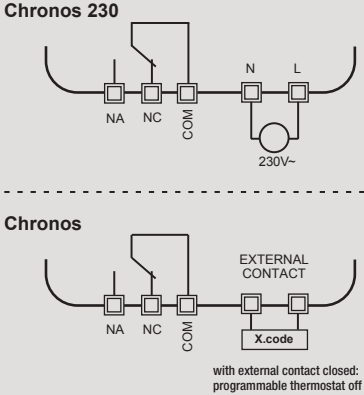 Chronos 230
N L
NA NC COM
230V~
Chronos
EXTERNAL
CONTACT
NA NC COM
X.code
with external contact closed:
programmable thermostat off